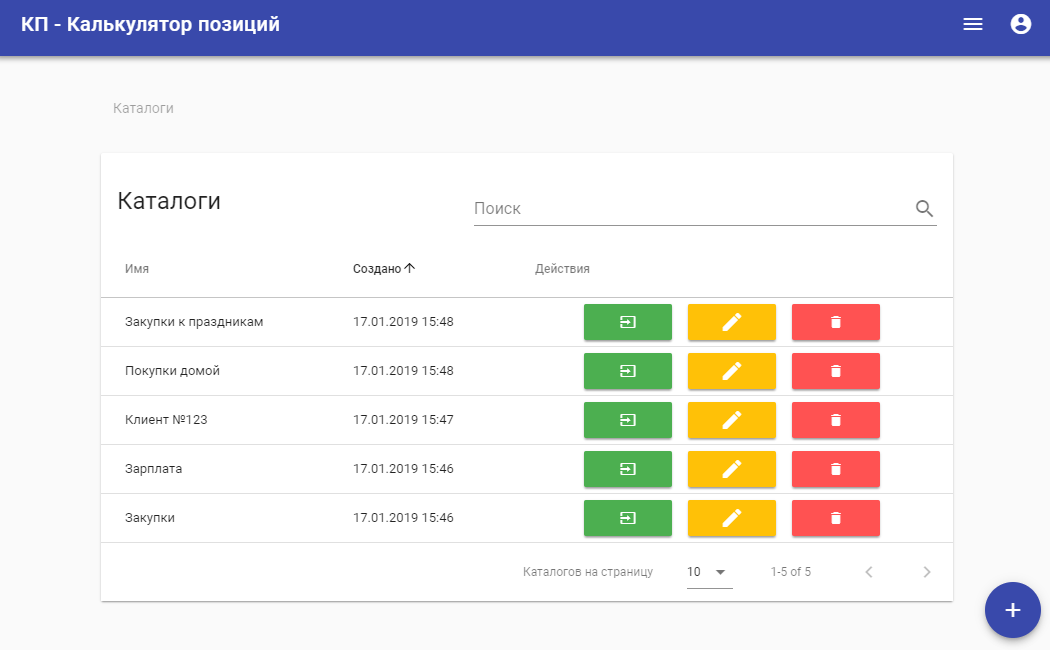 КП - Калькулятор позиций
Каталоги
Каталоги
Поиск
Имя Создано Действия
Закупки к праздникам 17.01.2019 15:48
Покупки домой 17.01.2019 15:48
Клиент №123 17.01.2019 15:47
Зарплата 17.01.2019 15:46
Закупки 17.01.2019 15:46
Каталогов на страницу 10 1-5 of 5